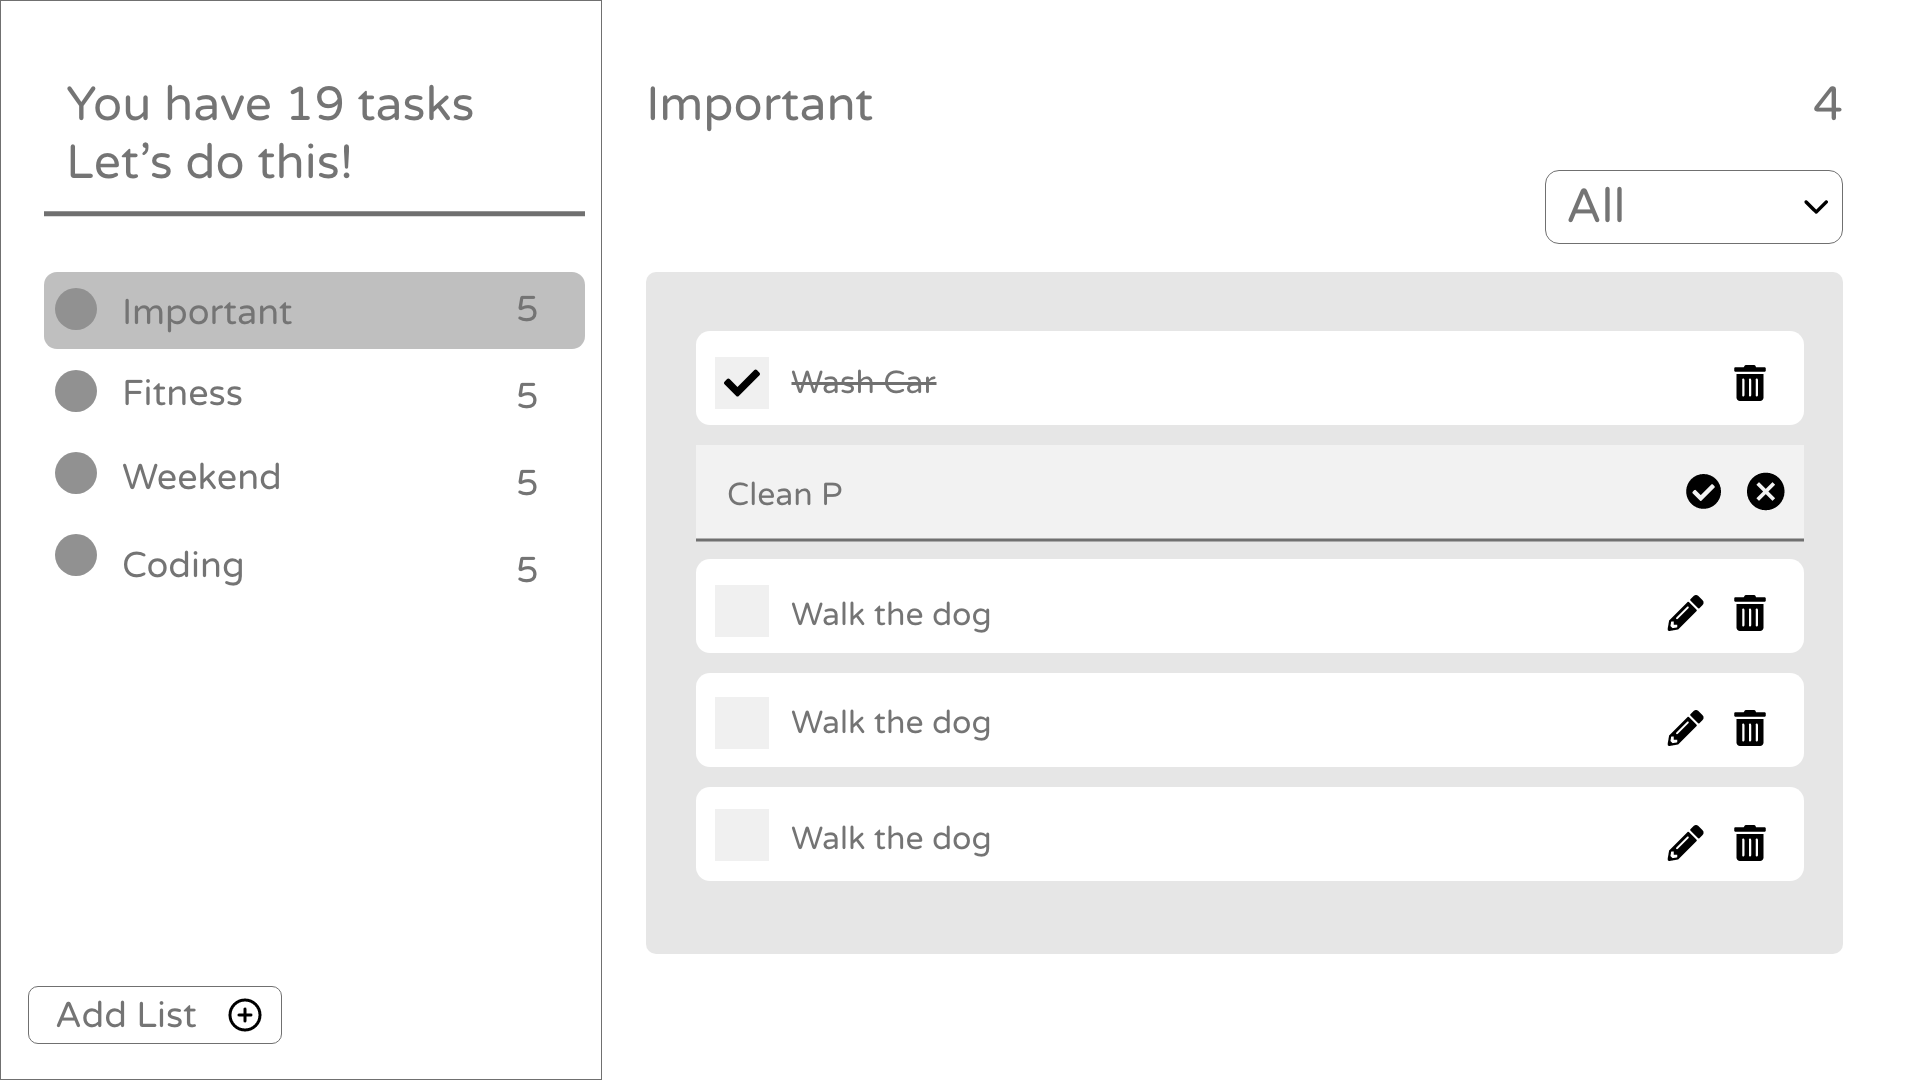 You have 19 tasks
Let’s do this!
Important 5
Fitness 5
Weekend 5
Coding 5
Add List
Important 4
All
Wash Car
Clean P
Walk the dog
Walk the dog
Walk the dog